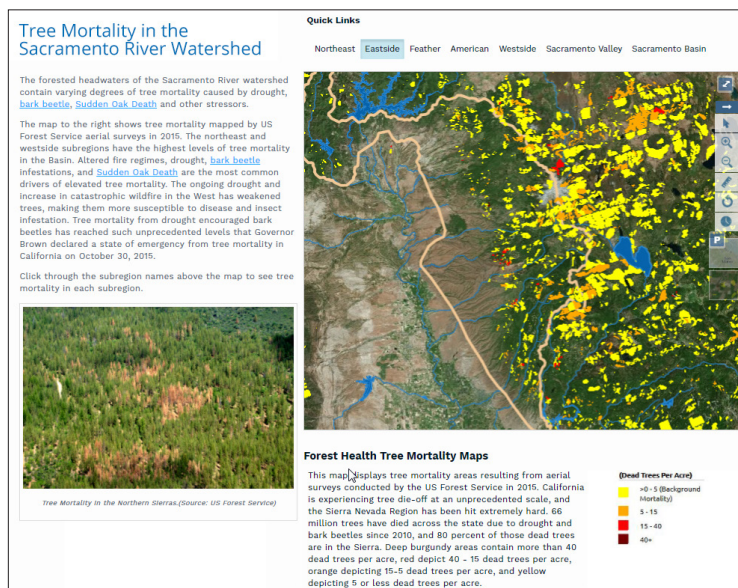 Tree Mortality in the
Sacramento River Watershed
The forested headwaters of the Sacramento River watershed
contain varying degrees of tree mortality caused by drought,
bark beetle, Sudden Oak Death and other stressors.
The map to the right shows tree mortality mapped by US
Forest Service aerial surveys in 2015. The northeast and
westside subregions have the highest levels of tree mortality
in the Basin. Altered fire regimes, drought, bark beetle
infestations, and Sudden Oak Death are the most common
drivers of elevated tree mortality. The ongoing drought and
increase in catastrophic wildfire in the West has weakened
trees, making them more susceptible to disease and insect
infestation. Tree mortality from drought encouraged bark
beetles has reached such unprecedented levels that Governor
Brown declared a state of emergency from tree mortality in
California on October 30, 2015.
Click through the subregion names above the map to see tree
mortality in each subregion.
Tree Mortality in the Northern Sierras.(Source: US Forest Service)
Quick Links
Northeast Eastside Feather American Westside Sacramento Valley Sacramento Basin
P
Forest Health Tree Mortality Maps
This map displays tree mortality areas resulting from aerial
surveys conducted by the US Forest Service in 2015. California
is experiencing tree die-off at an unprecedented scale, and
the Sierra Nevada Region has been hit extremely hard. 66
million trees have died across the state due to drought and
bark beetles since 2010, and 80 percent of those dead trees
are in the Sierra. Deep burgundy areas contain more than 40
dead trees per acre, red depict 40 - 15 dead trees per acre,
orange depicting 15-5 dead trees per acre, and yellow
depicting 5 or less dead trees per acre.
(Dead Trees Per Acre)
>0 - 5 (Background
Mortality)
5 - 15
15 - 40
40+